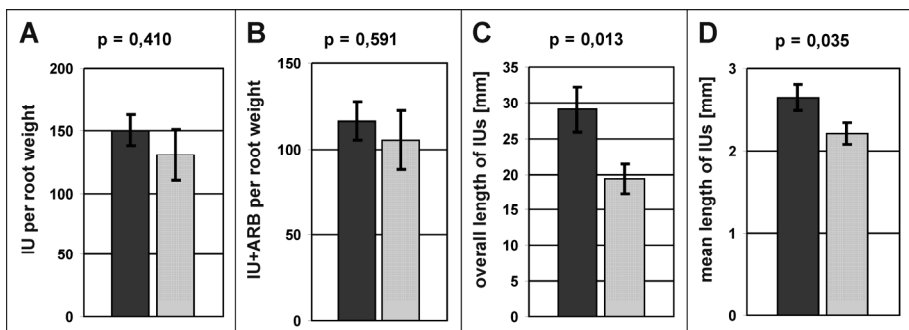 A
p = 0,410
IU per root weight
200
150
100
50
0
B
p = 0,591
IU+ARB per root weight
150
100
50
0
C
p = 0,013
overall length of IUs [mm]
35
30
25
20
15
10
5
0
D
p = 0,035
mean length of IUs [mm]
3
2
1
0